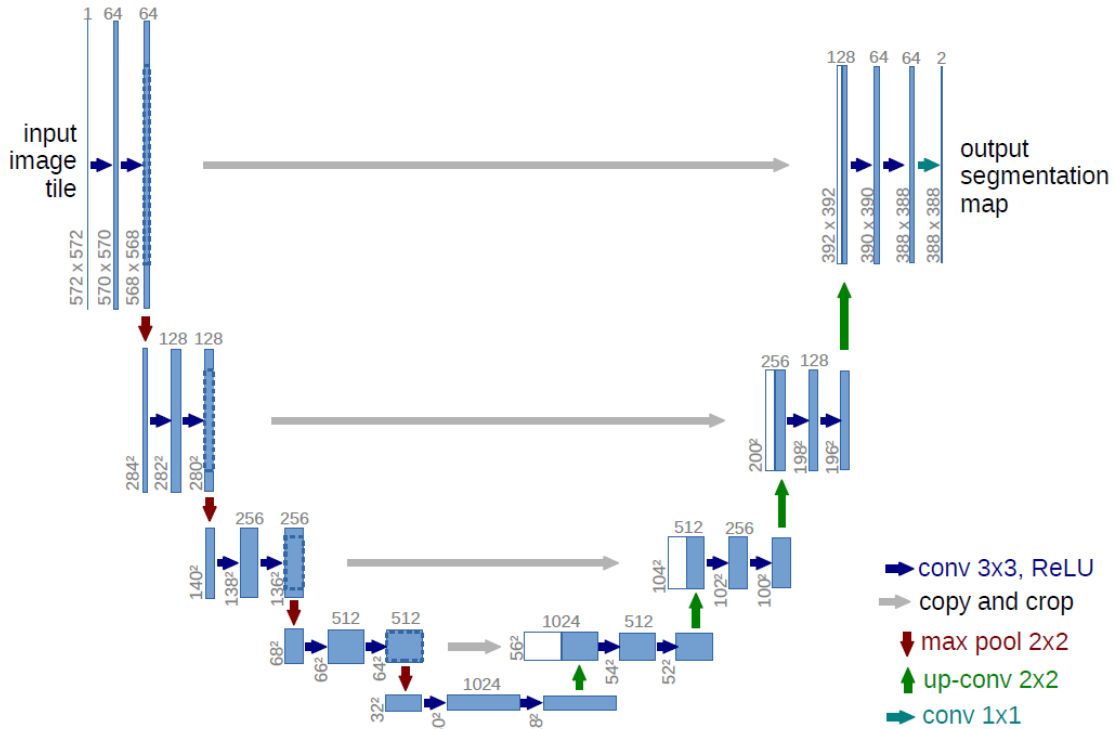 1 64 64
input
image
tile
572 x 572
570 x 570
568 x 568
128 64 64 2
output
segmentation
map
392 x 392
390 x 390
388 x 388
388 x 388
128 128
284²
282²
280²
256 128
200²
198²
196²
256 256
140²
138²
136²
512 256
104²
102²
100²
512 512
68²
66²
64²
1024 512
56²
54²
52²
1024
32²
conv 3x3, ReLU
copy and crop
max pool 2x2
up-conv 2x2
conv 1x1